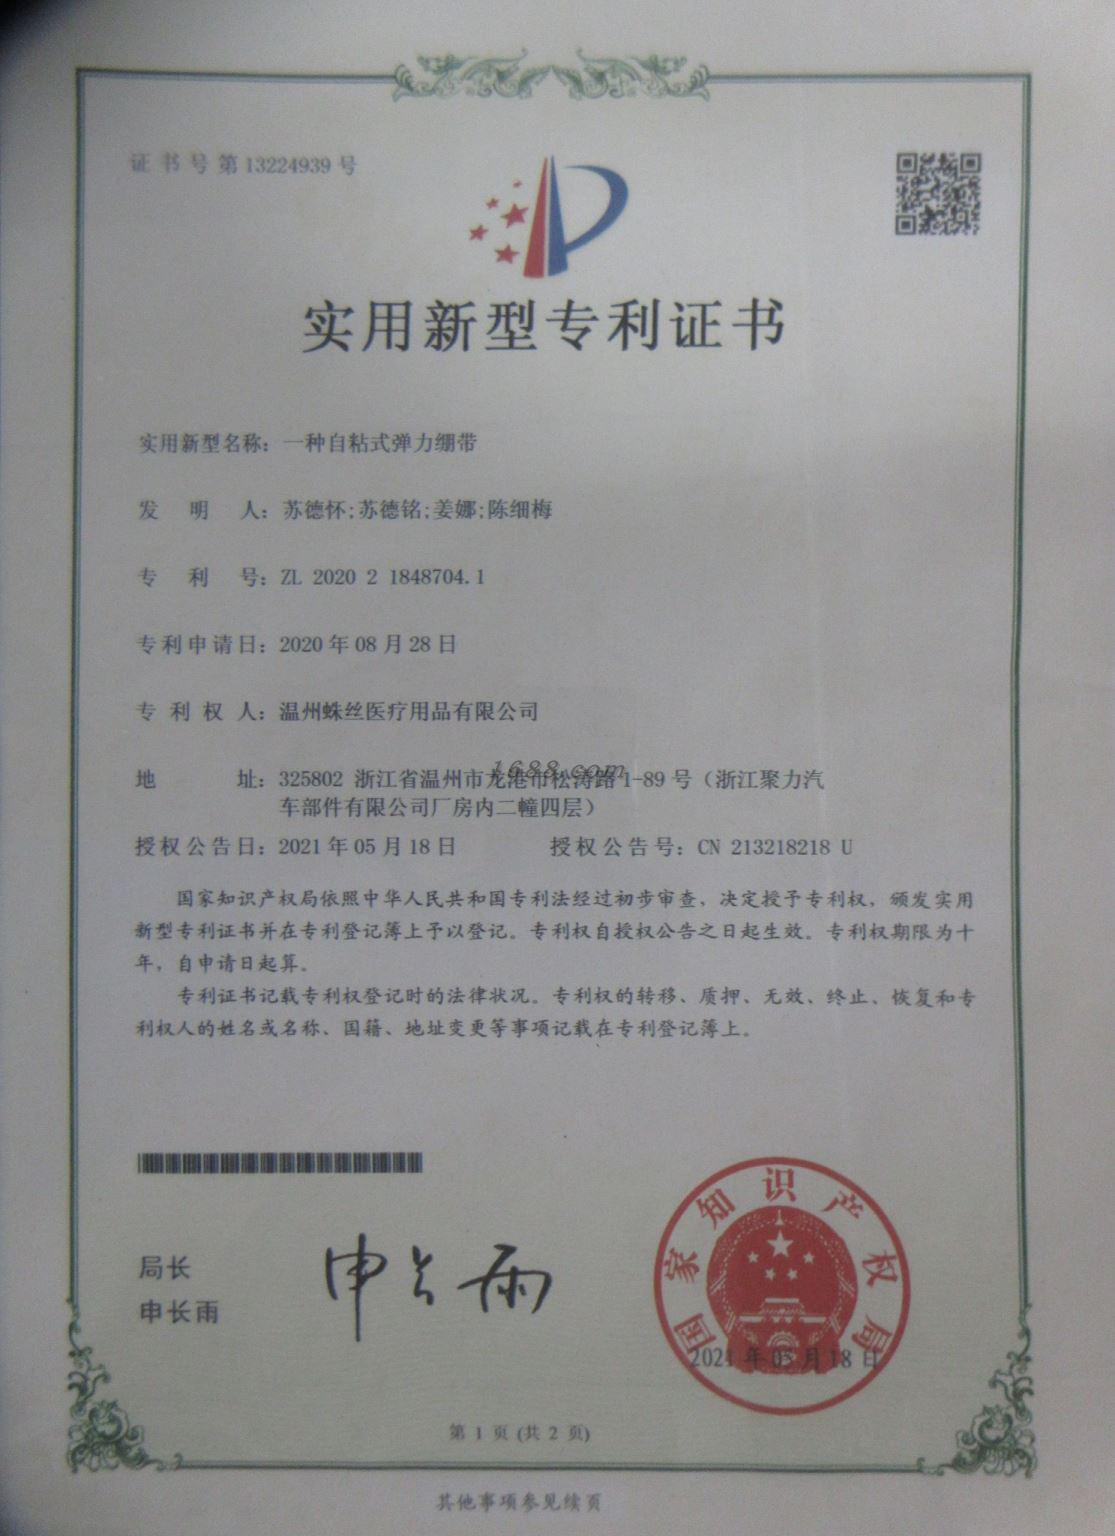 证书号第13224939号
实用新型专利证书
实用新型名称：一种自粘式弹力绷带
发明人：苏德怀;苏德铭;姜娜;陈细梅
专利号：ZL 2020 2 1848704.1
专利申请日：2020年08月28日
专利权人：温州蛛丝医疗用品有限公司
地址：325802 浙江省温州市龙港市松涛路1-89号（浙江聚力汽
1688.com
车部件有限公司厂房内二幢四层）
授权公告日：2021年05月18日 授权公告号：CN 213218218 U
国家知识产权局依照中华人民共和国专利法经过初步审查，决定授予专利权，颁发实用
新型专利证书并在专利登记簿上予以登记。专利权自授权公告之日起生效。专利权期限为十
年，自申请日起算。
专利证书记载专利权登记时的法律状况。专利权的转移、质押、无效、终止、恢复和专
利权人的姓名或名称、国籍、地址变更等事项记载在专利登记簿上。
局长
申长雨
申长雨
国家知识产权局
2021年05月18日
第 1 页 (共 2 页)
其他事项参见续页